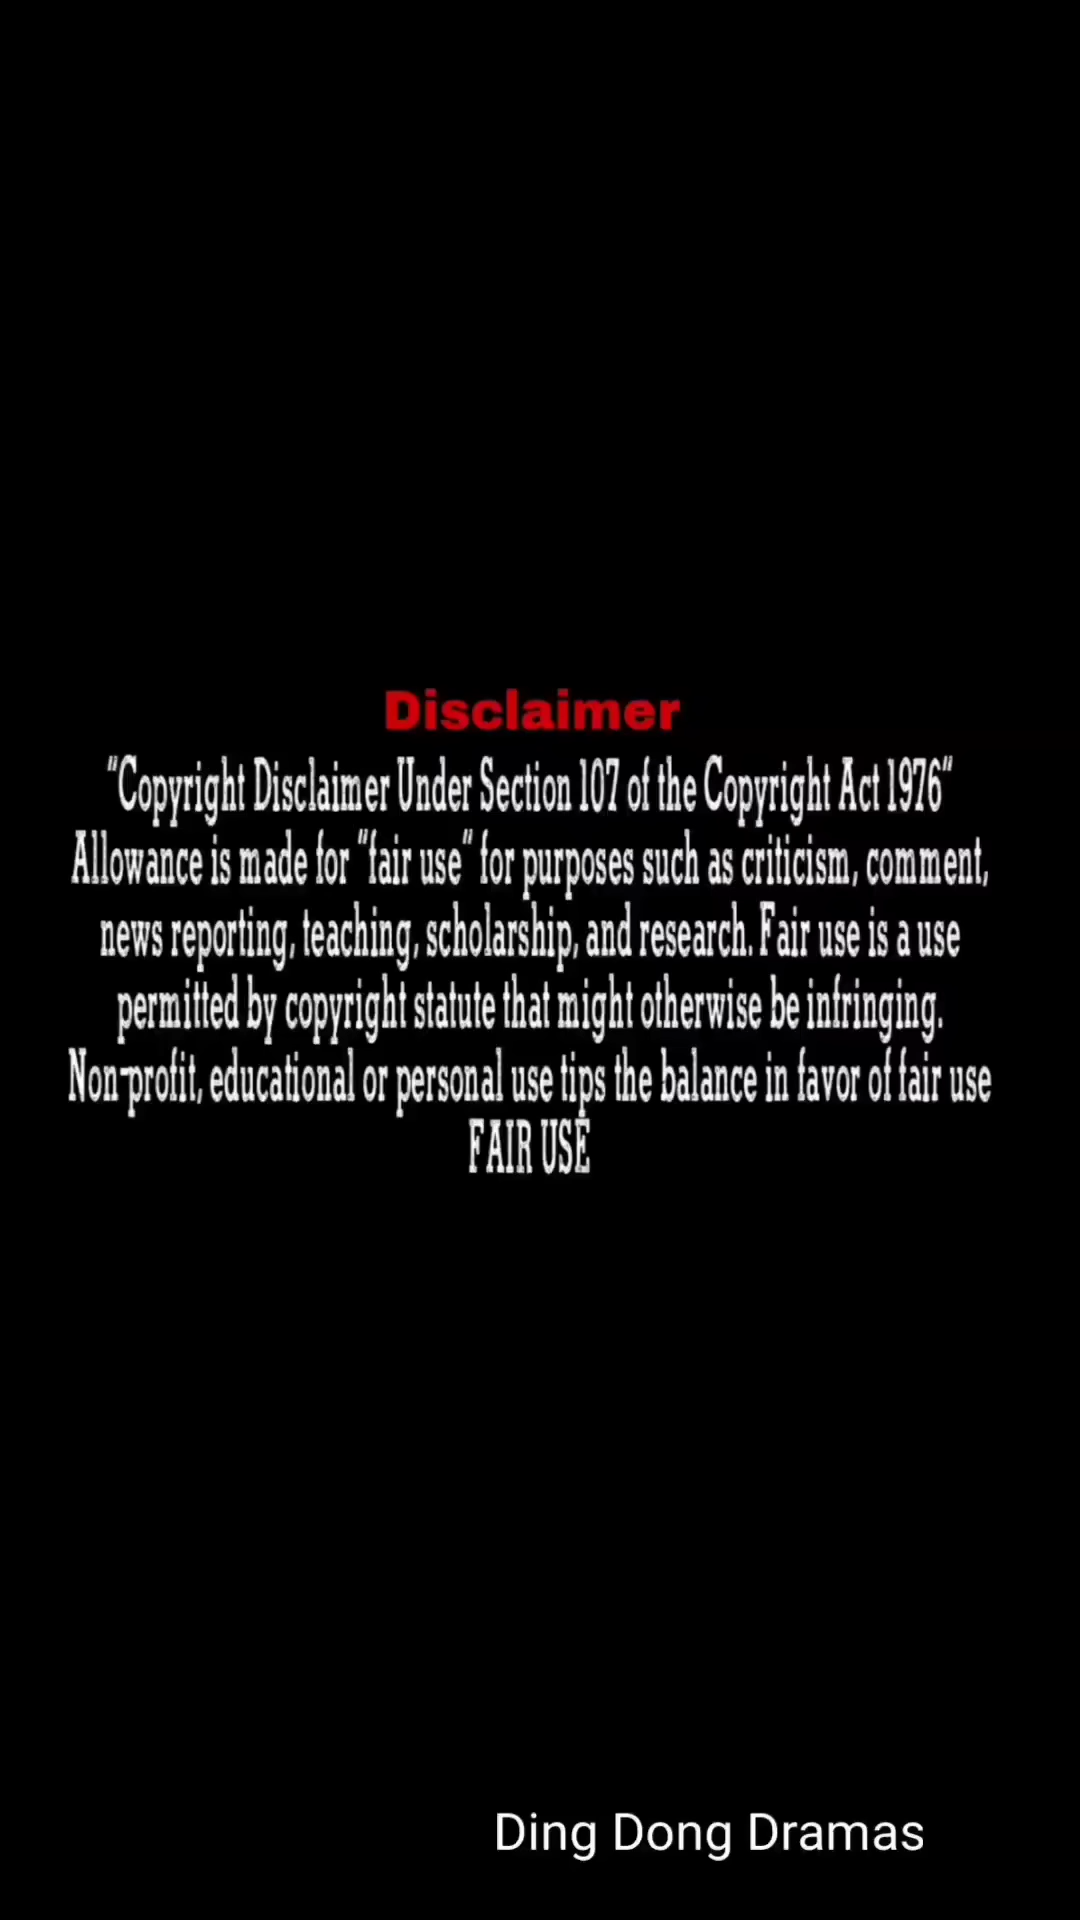 Disclaimer
"Copyright Disclaimer Under Section 107 of the Copyright Act 1976"
Allowance is made for "fair use" for purposes such as criticism, comment,
news reporting, teaching, scholarship, and research. Fair use is a use
permitted by copyright statute that might otherwise be infringing.
Non-profit, educational or personal use tips the balance in favor of fair use
FAIR USE
Ding Dong Dramas